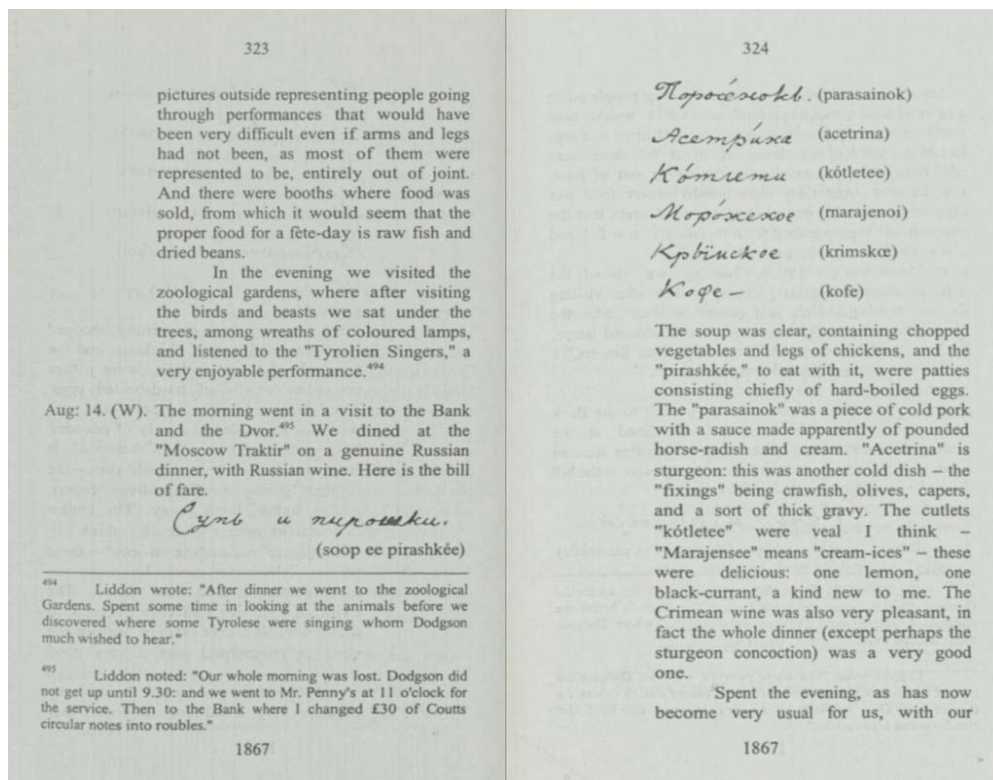 323
pictures outside representing people going
through performances that would have
been very difficult even if arms and legs
had not been, as most of them were
represented to be, entirely out of joint.
And there were booths where food was
sold, from which it would seem that the
proper food for a fête-day is raw fish and
dried beans.
In the evening we visited the
zoological gardens, where after visiting
the birds and beasts we sat under the
trees, among wreaths of coloured lamps,
and listened to the "Tyrolien Singers," a
very enjoyable performance.⁴⁹⁴
Aug: 14. (W). The morning went in a visit to the Bank
and the Dvor.⁴⁹⁵ We dined at the
"Moscow Traktir" on a genuine Russian
dinner, with Russian wine. Here is the bill
of fare.
Супъ и пирошки.
(soop ee pirashkée)
⁴⁹⁴ Liddon wrote: "After dinner we went to the zoological
Gardens. Spent some time in looking at the animals before we
discovered where some Tyrolese were singing whom Dodgson
much wished to hear."
⁴⁹⁵ Liddon noted: "Our whole morning was lost. Dodgson did
not get up until 9.30: and we went to Mr. Penny's at 11 o'clock for
the service. Then to the Bank where I changed £30 of Coutts
circular notes into roubles."
1867
324
Поросе́нокъ. (parasainok)
Асетри́на (acetrina)
Ко́тлети (kótletee)
Моро́женое (marajenoi)
Крымское (krimskœ)
Кофе – (kofe)
The soup was clear, containing chopped
vegetables and legs of chickens, and the
"pirashkée," to eat with it, were patties
consisting chiefly of hard-boiled eggs.
The "parasainok" was a piece of cold pork
with a sauce made apparently of pounded
horse-radish and cream. "Acetrina" is
sturgeon: this was another cold dish – the
"fixings" being crawfish, olives, capers,
and a sort of thick gravy. The cutlets
"kótletee" were veal I think –
"Marajensee" means "cream-ices" – these
were delicious: one lemon, one
black-currant, a kind new to me. The
Crimean wine was also very pleasant, in
fact the whole dinner (except perhaps the
sturgeon concoction) was a very good
one.
Spent the evening, as has now
become very usual for us, with our
1867